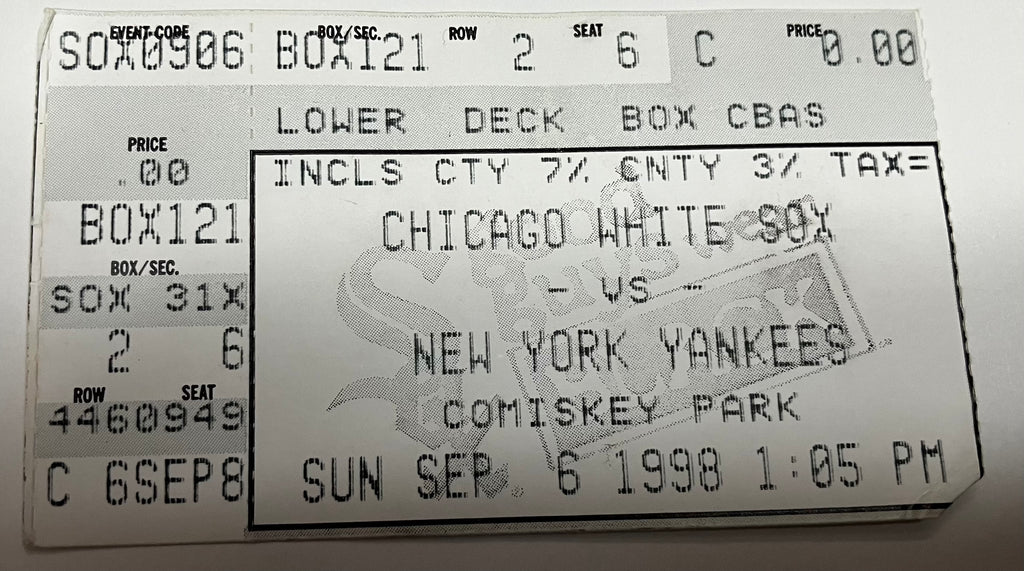 EVENT CODE BOX/SEC. ROW SEAT PRICE
SOX0906 BOX121 2 6 C 0.00
LOWER DECK BOX CBAS
PRICE
.00
INCLS CTY 7% CNTY 3% TAX=
BOX121
CHICAGO WHITE SOX
BOX/SEC.
- VS -
SOX 31X
2 6
NEW YORK YANKEES
ROW SEAT
4460949
COMISKEY PARK
C 6SEP8
SUN SEP. 6 1998 1:05 PM